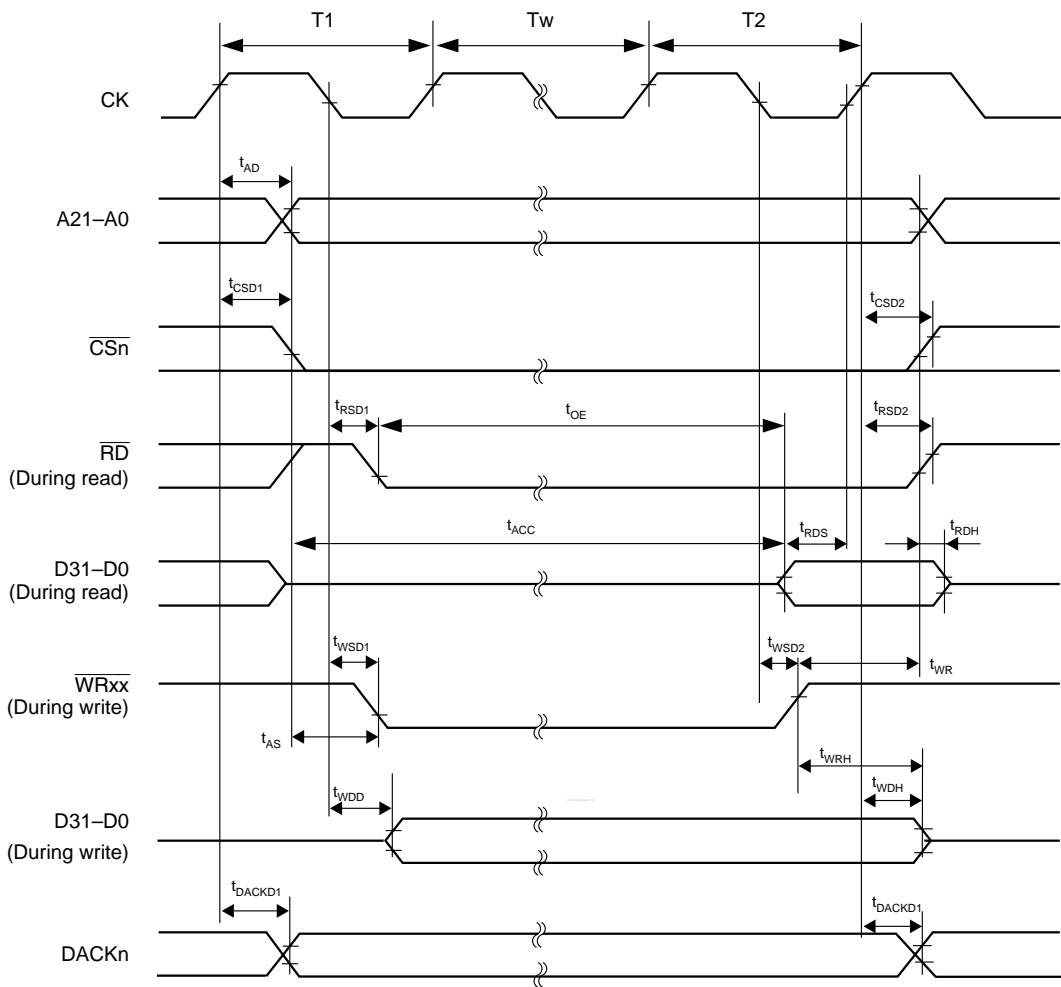 T1 Tw T2
CK
tAD
A21–A0
tCSD1 tCSD2
CSn
tRSD1 tOE tRSD2
RD
(During read)
tACC tRDS tRDH
D31–D0
(During read)
tWSD1 tWSD2 tWR
WRxx
(During write)
tAS
tWRH
tWDD tWDH
D31–D0
(During write)
tDACKD1 tDACKD1
DACKn